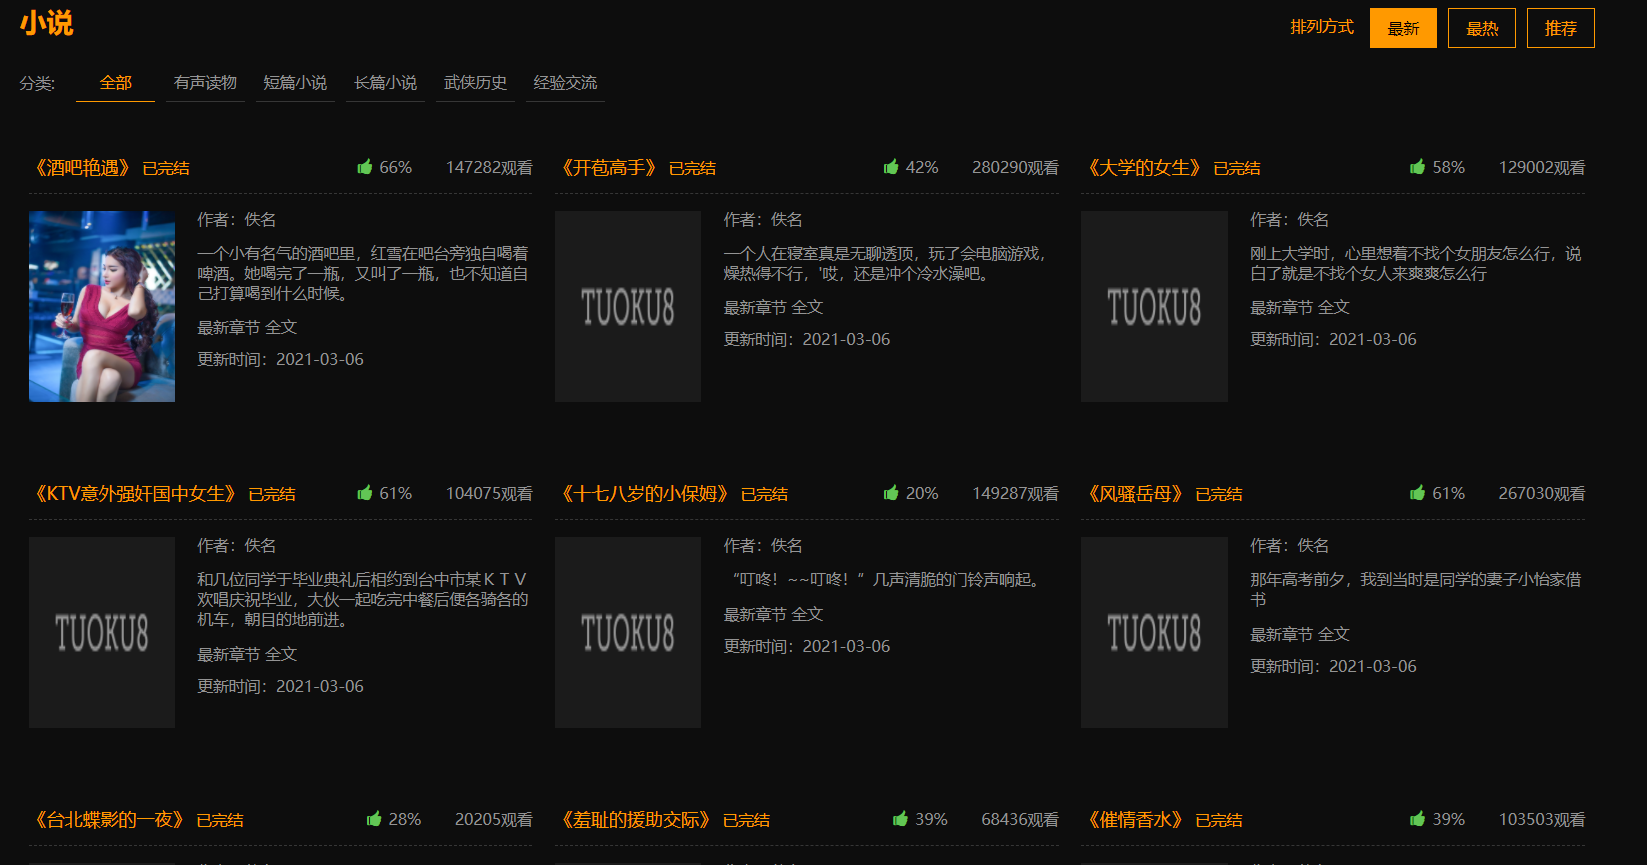 小说
排列方式 最新 最热 推荐
分类: 全部 有声读物 短篇小说 长篇小说 武侠历史 经验交流
《酒吧艳遇》 已完结 66% 147282观看
作者：佚名
一个小有名气的酒吧里，红雪在吧台旁独自喝着
啤酒。她喝完了一瓶，又叫了一瓶，也不知道自
己打算喝到什么时候。
最新章节 全文
更新时间：2021-03-06
《开苞高手》 已完结 42% 280290观看
TUOKU8
作者：佚名
一个人在寝室真是无聊透顶，玩了会电脑游戏，
燥热得不行，'哎，还是冲个冷水澡吧。
最新章节 全文
更新时间：2021-03-06
《大学的女生》 已完结 58% 129002观看
TUOKU8
作者：佚名
刚上大学时，心里想着不找个女朋友怎么行，说
白了就是不找个女人来爽爽怎么行
最新章节 全文
更新时间：2021-03-06
《KTV意外强奸国中女生》 已完结 61% 104075观看
TUOKU8
作者：佚名
和几位同学于毕业典礼后相约到台中市某ＫＴＶ
欢唱庆祝毕业，大伙一起吃完中餐后便各骑各的
机车，朝目的地前进。
最新章节 全文
更新时间：2021-03-06
《十七八岁的小保姆》 已完结 20% 149287观看
TUOKU8
作者：佚名
“叮咚！~~叮咚！”几声清脆的门铃声响起。
最新章节 全文
更新时间：2021-03-06
《风骚岳母》 已完结 61% 267030观看
TUOKU8
作者：佚名
那年高考前夕，我到当时是同学的妻子小怡家借
书
最新章节 全文
更新时间：2021-03-06
《台北蝶影的一夜》 已完结 28% 20205观看
《羞耻的援助交际》 已完结 39% 68436观看
《催情香水》 已完结 39% 103503观看